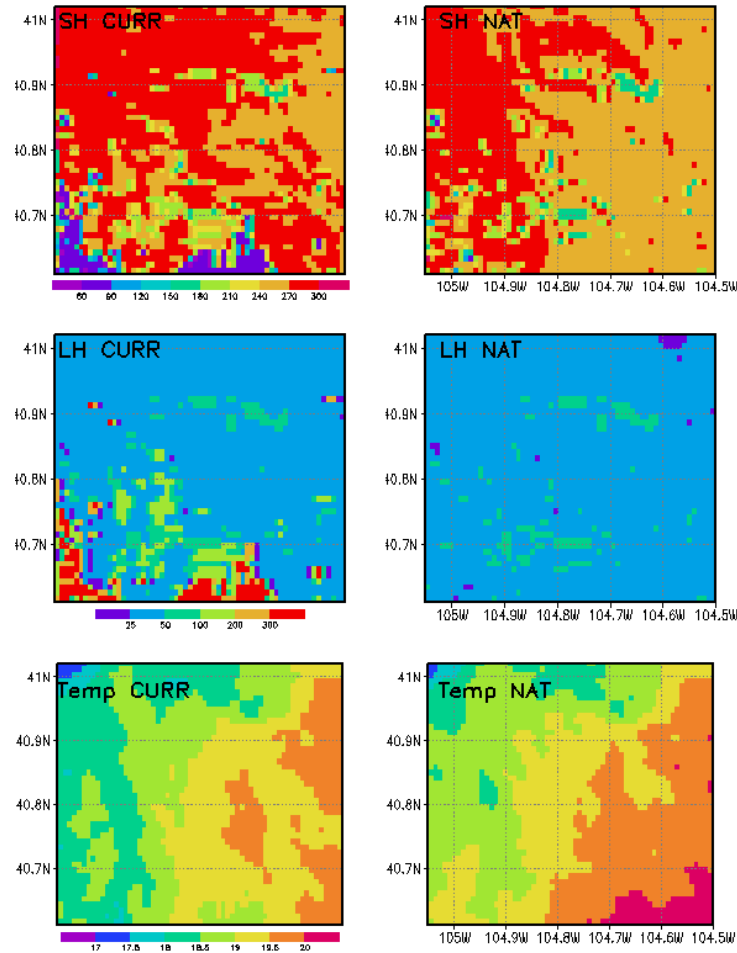 41N SH CURR
40.9N
40.8N
40.7N
60 90 120 150 180 210 240 270 300
41N SH NAT
40.9N
40.8N
40.7N
105W 104.9W 104.8W 104.7W 104.6W 104.5W
41N LH CURR
40.9N
40.8N
40.7N
25 50 100 200 300
41N LH NAT
40.9N
40.8N
40.7N
105W 104.9W 104.8W 104.7W 104.6W 104.5W
41N
Temp CURR
40.9N
40.8N
40.7N
17 17.5 18 18.5 19 19.5 20
41N
Temp NAT
40.9N
40.8N
40.7N
105W 104.9W 104.8W 104.7W 104.6W 104.5W